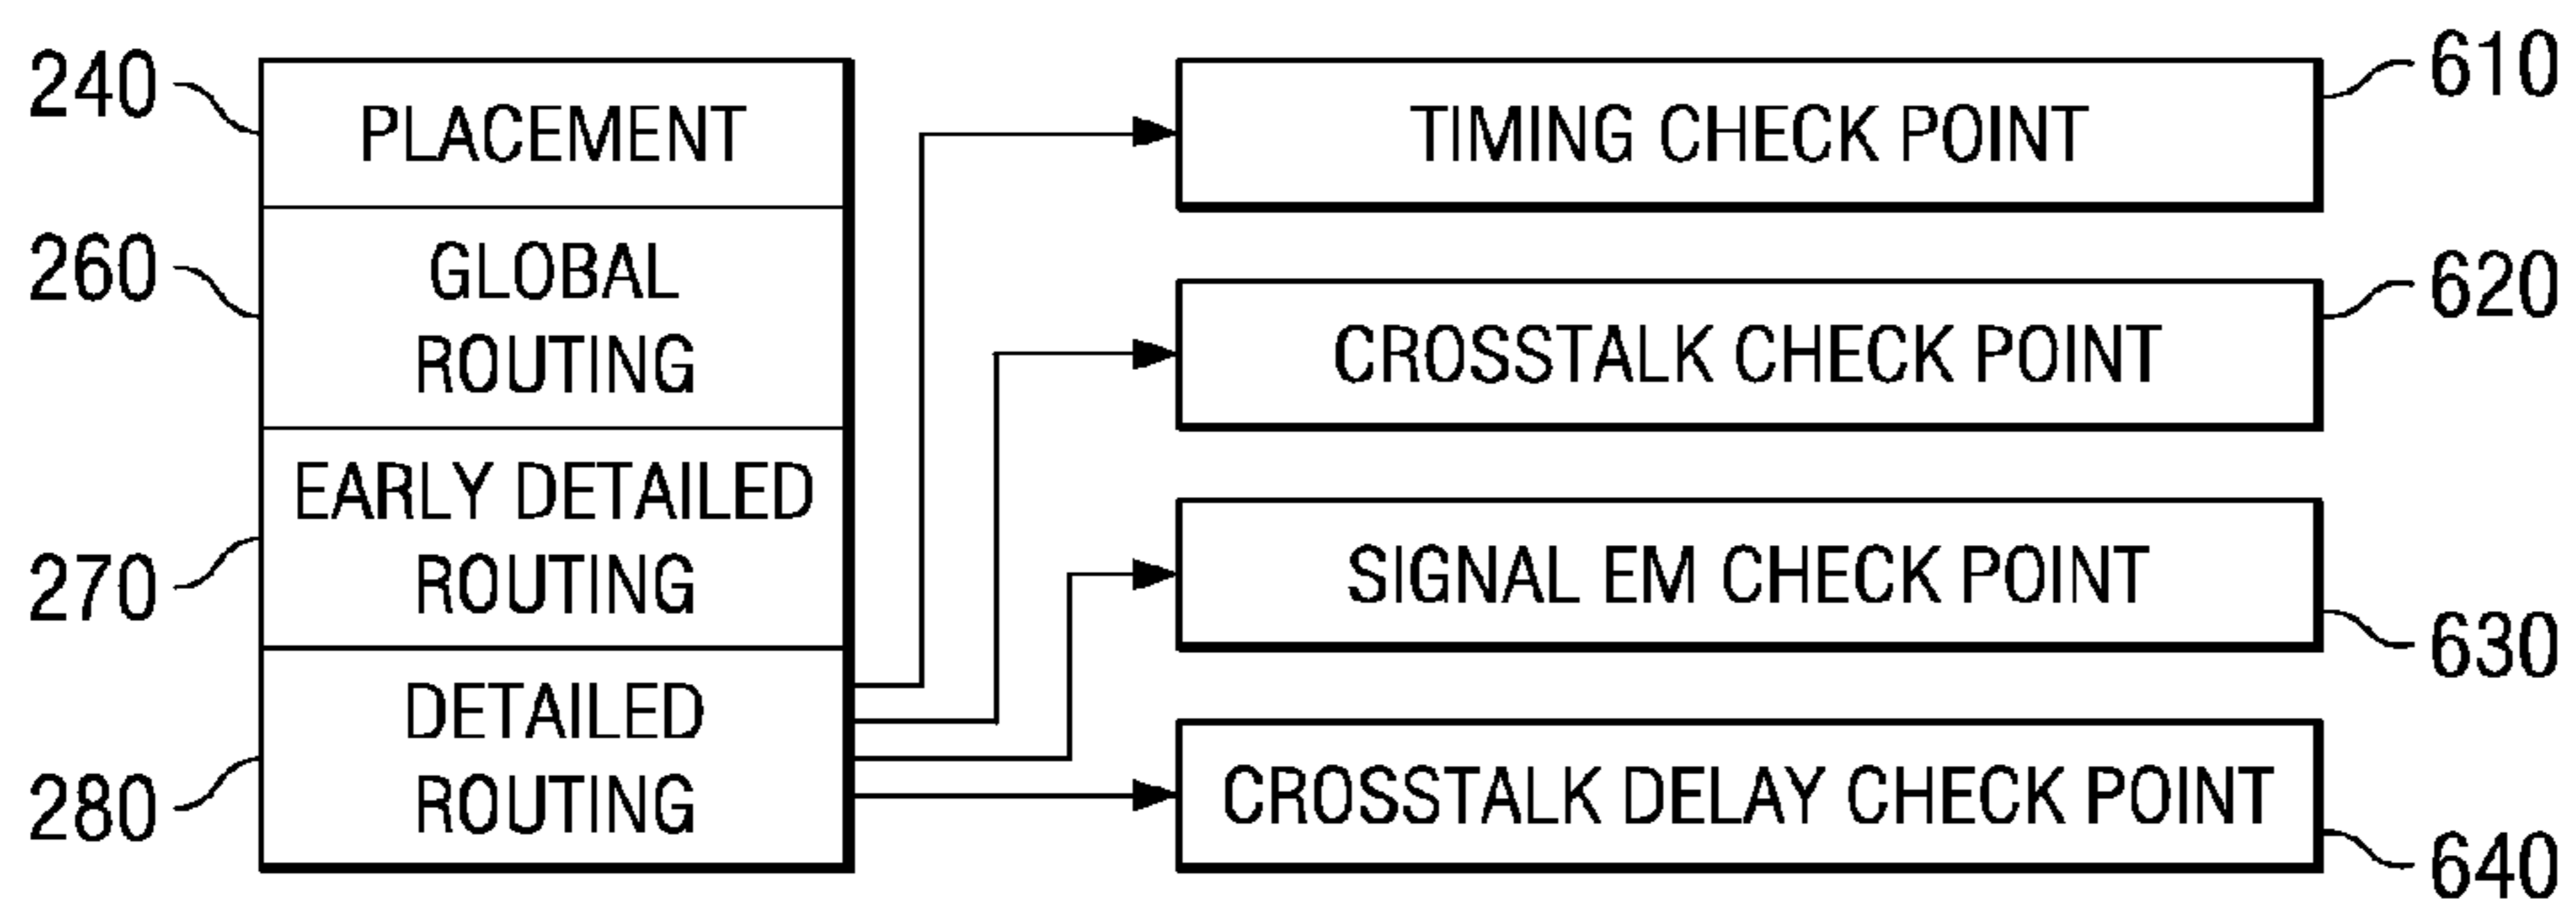 240
PLACEMENT
260
GLOBAL
ROUTING
270
EARLY DETAILED
ROUTING
280
DETAILED
ROUTING
TIMING CHECK POINT
610
CROSSTALK CHECK POINT
620
SIGNAL EM CHECK POINT
630
CROSSTALK DELAY CHECK POINT
640